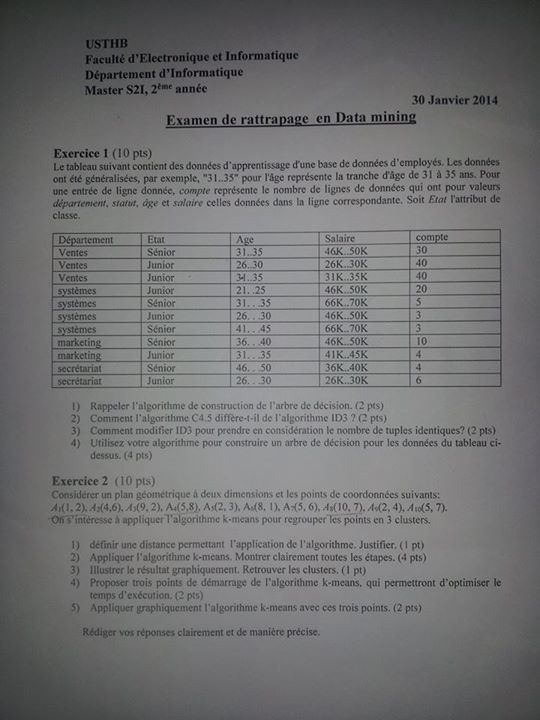 USTHB
Faculté d'Electronique et Informatique
Département d'Informatique
Master S2I, 2ème année
30 Janvier 2014
Examen de rattrapage en Data mining
Exercice 1 (10 pts)
Le tableau suivant contient des données d'apprentissage d'une base de données d'employés. Les données
ont été généralisées, par exemple, "31..35" pour l'âge représente la tranche d'âge de 31 à 35 ans. Pour
une entrée de ligne donnée, compte représente le nombre de lignes de données qui ont pour valeurs
département, statut, âge et salaire celles données dans la ligne correspondante. Soit Etat l'attribut de
classe.
Département Etat Age Salaire compte
Ventes Sénior 31..35 46K..50K 30
Ventes Junior 26..30 26K..30K 40
Ventes Junior 34..35 31K..35K 40
systèmes Junior 21..25 46K..50K 20
systèmes Sénior 31...35 66K..70K 5
systèmes Junior 26...30 46K..50K 3
systèmes Sénior 41...45 66K..70K 3
marketing Sénior 36...40 46K..50K 10
marketing Junior 31...35 41K..45K 4
secrétariat Sénior 46...50 36K..40K 4
secrétariat Junior 26...30 26K..30K 6
1) Rappeler l'algorithme de construction de l'arbre de décision. (2 pts)
2) Comment l'algorithme C4.5 diffère-t-il de l'algorithme ID3 ? (2 pts)
3) Comment modifier ID3 pour prendre en considération le nombre de tuples identiques? (2 pts)
4) Utilisez votre algorithme pour construire un arbre de décision pour les données du tableau ci-
dessus. (4 pts)
Exercice 2 (10 pts)
Considérer un plan géométrique à deux dimensions et les points de coordonnées suivants:
A1(1, 2), A2(4,6), A3(9, 2), A4(5,8), A5(2, 3), A6(8, 1), A7(5, 6), A8(10, 7), A9(2, 4), A10(5, 7).
On s'intéresse à appliquer l'algorithme k-means pour regrouper les points en 3 clusters.
1) définir une distance permettant l'application de l'algorithme. Justifier. (1 pt)
2) Appliquer l'algorithme k-means. Montrer clairement toutes les étapes. (4 pts)
3) Illustrer le résultat graphiquement. Retrouver les clusters. (1 pt)
4) Proposer trois points de démarrage de l'algorithme k-means, qui permettront d'optimiser le
temps d'exécution. (2 pts)
5) Appliquer graphiquement l'algorithme k-means avec ces trois points. (2 pts)
Rédiger vos réponses clairement et de manière précise.